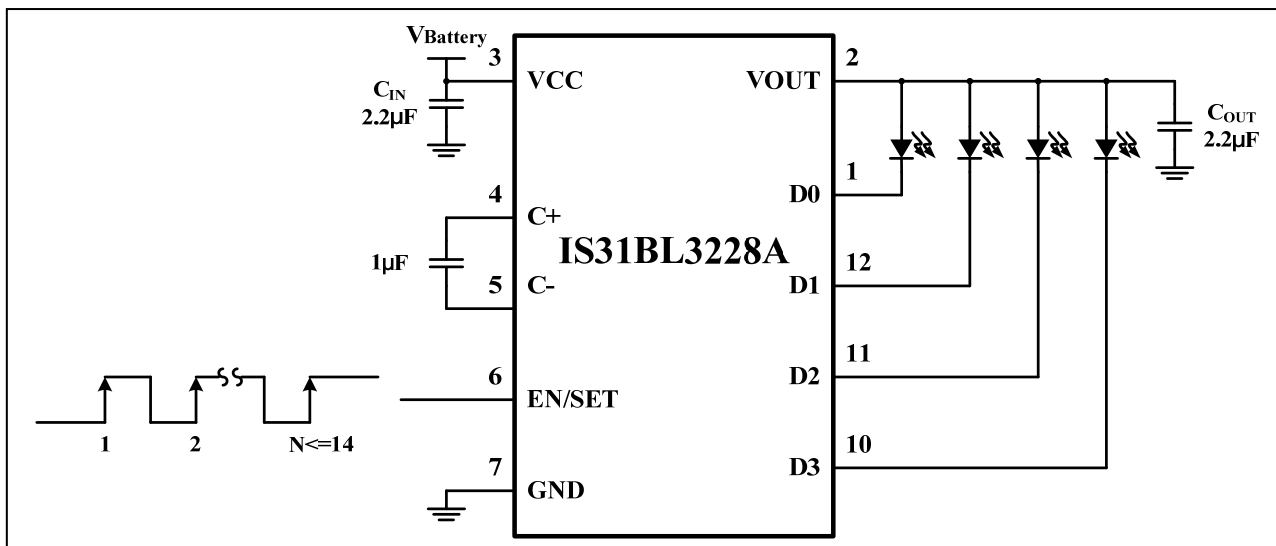 VBattery
3
VCC
CIN
2.2µF
4
C+
1µF
5
C-
6
EN/SET
1
2
N<=14
7
GND
IS31BL3228A
2
VOUT
COUT
2.2µF
1
D0
12
D1
11
D2
10
D3